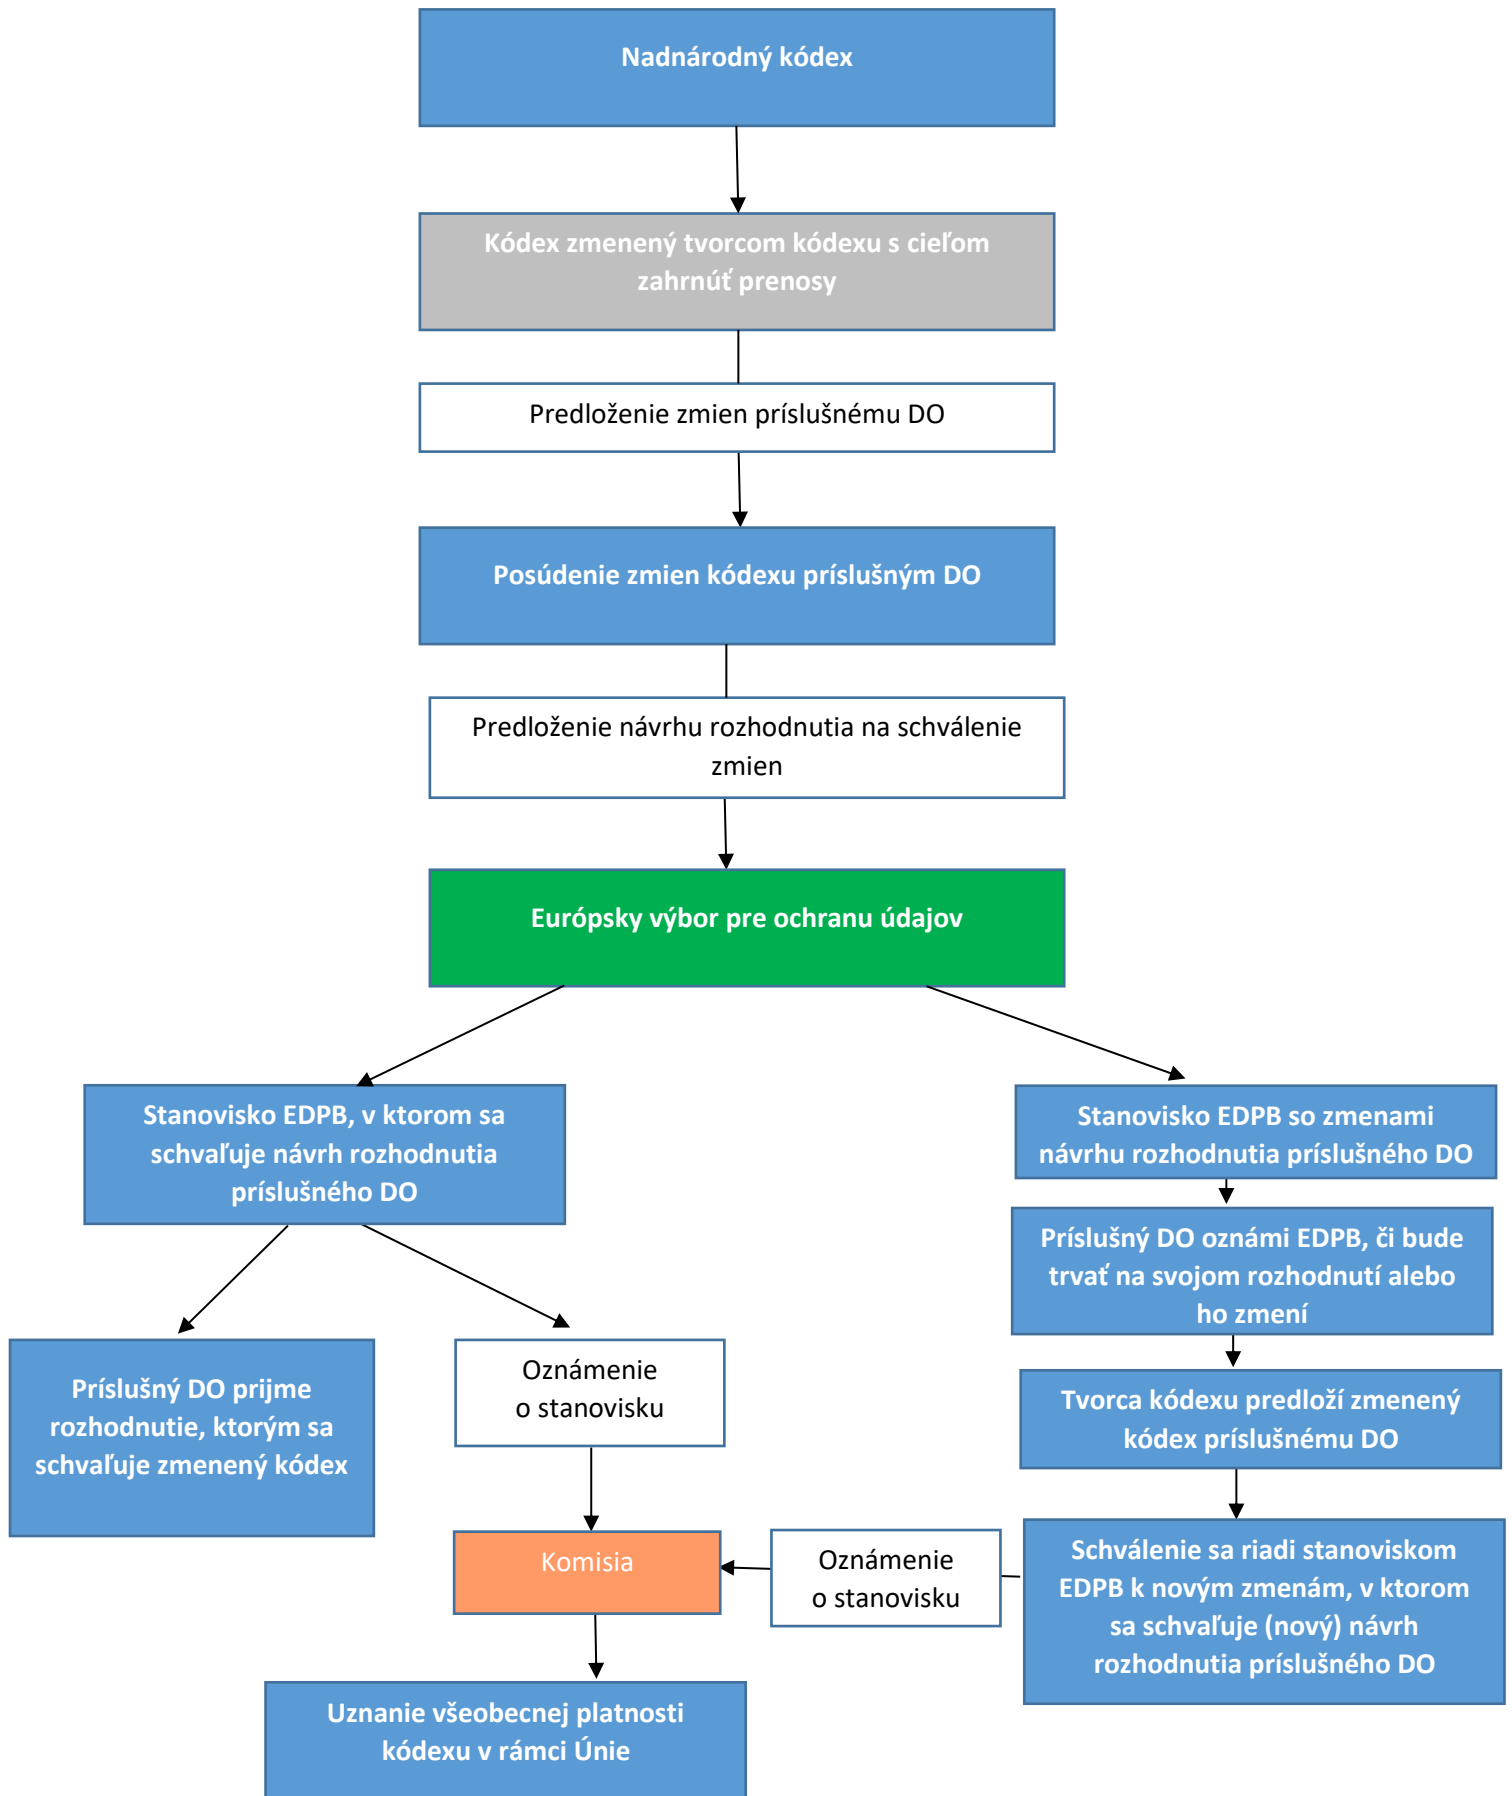 Nadnárodný kódex
Kódex zmenený tvorcom kódexu s cieľom
zahrnúť prenosy
Predloženie zmien príslušnému DO
Posúdenie zmien kódexu príslušným DO
Predloženie návrhu rozhodnutia na schválenie
zmien
Európsky výbor pre ochranu údajov
Stanovisko EDPB, v ktorom sa
schvaľuje návrh rozhodnutia
príslušného DO
Stanovisko EDPB so zmenami
návrhu rozhodnutia príslušného DO
Príslušný DO oznámi EDPB, či bude
trvať na svojom rozhodnutí alebo
ho zmení
Príslušný DO prijme
rozhodnutie, ktorým sa
schvaľuje zmenený kódex
Oznámenie
o stanovisku
Tvorca kódexu predloží zmenený
kódex príslušnému DO
Komisia
Oznámenie
o stanovisku
Schválenie sa riadi stanoviskom
EDPB k novým zmenám, v ktorom
sa schvaľuje (nový) návrh
rozhodnutia príslušného DO
Uznanie všeobecnej platnosti
kódexu v rámci Únie